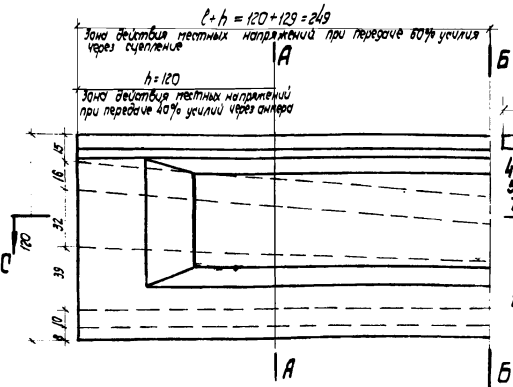 l+h = 120+129 = 249
Зона действия местных напряжений при передаче 60% усилия
через сцепление
А
Б
h=120
Зона действия местных напряжений
при передаче 40% усилий через анкера
15
16
32
120
С
39
10
8
А
Б